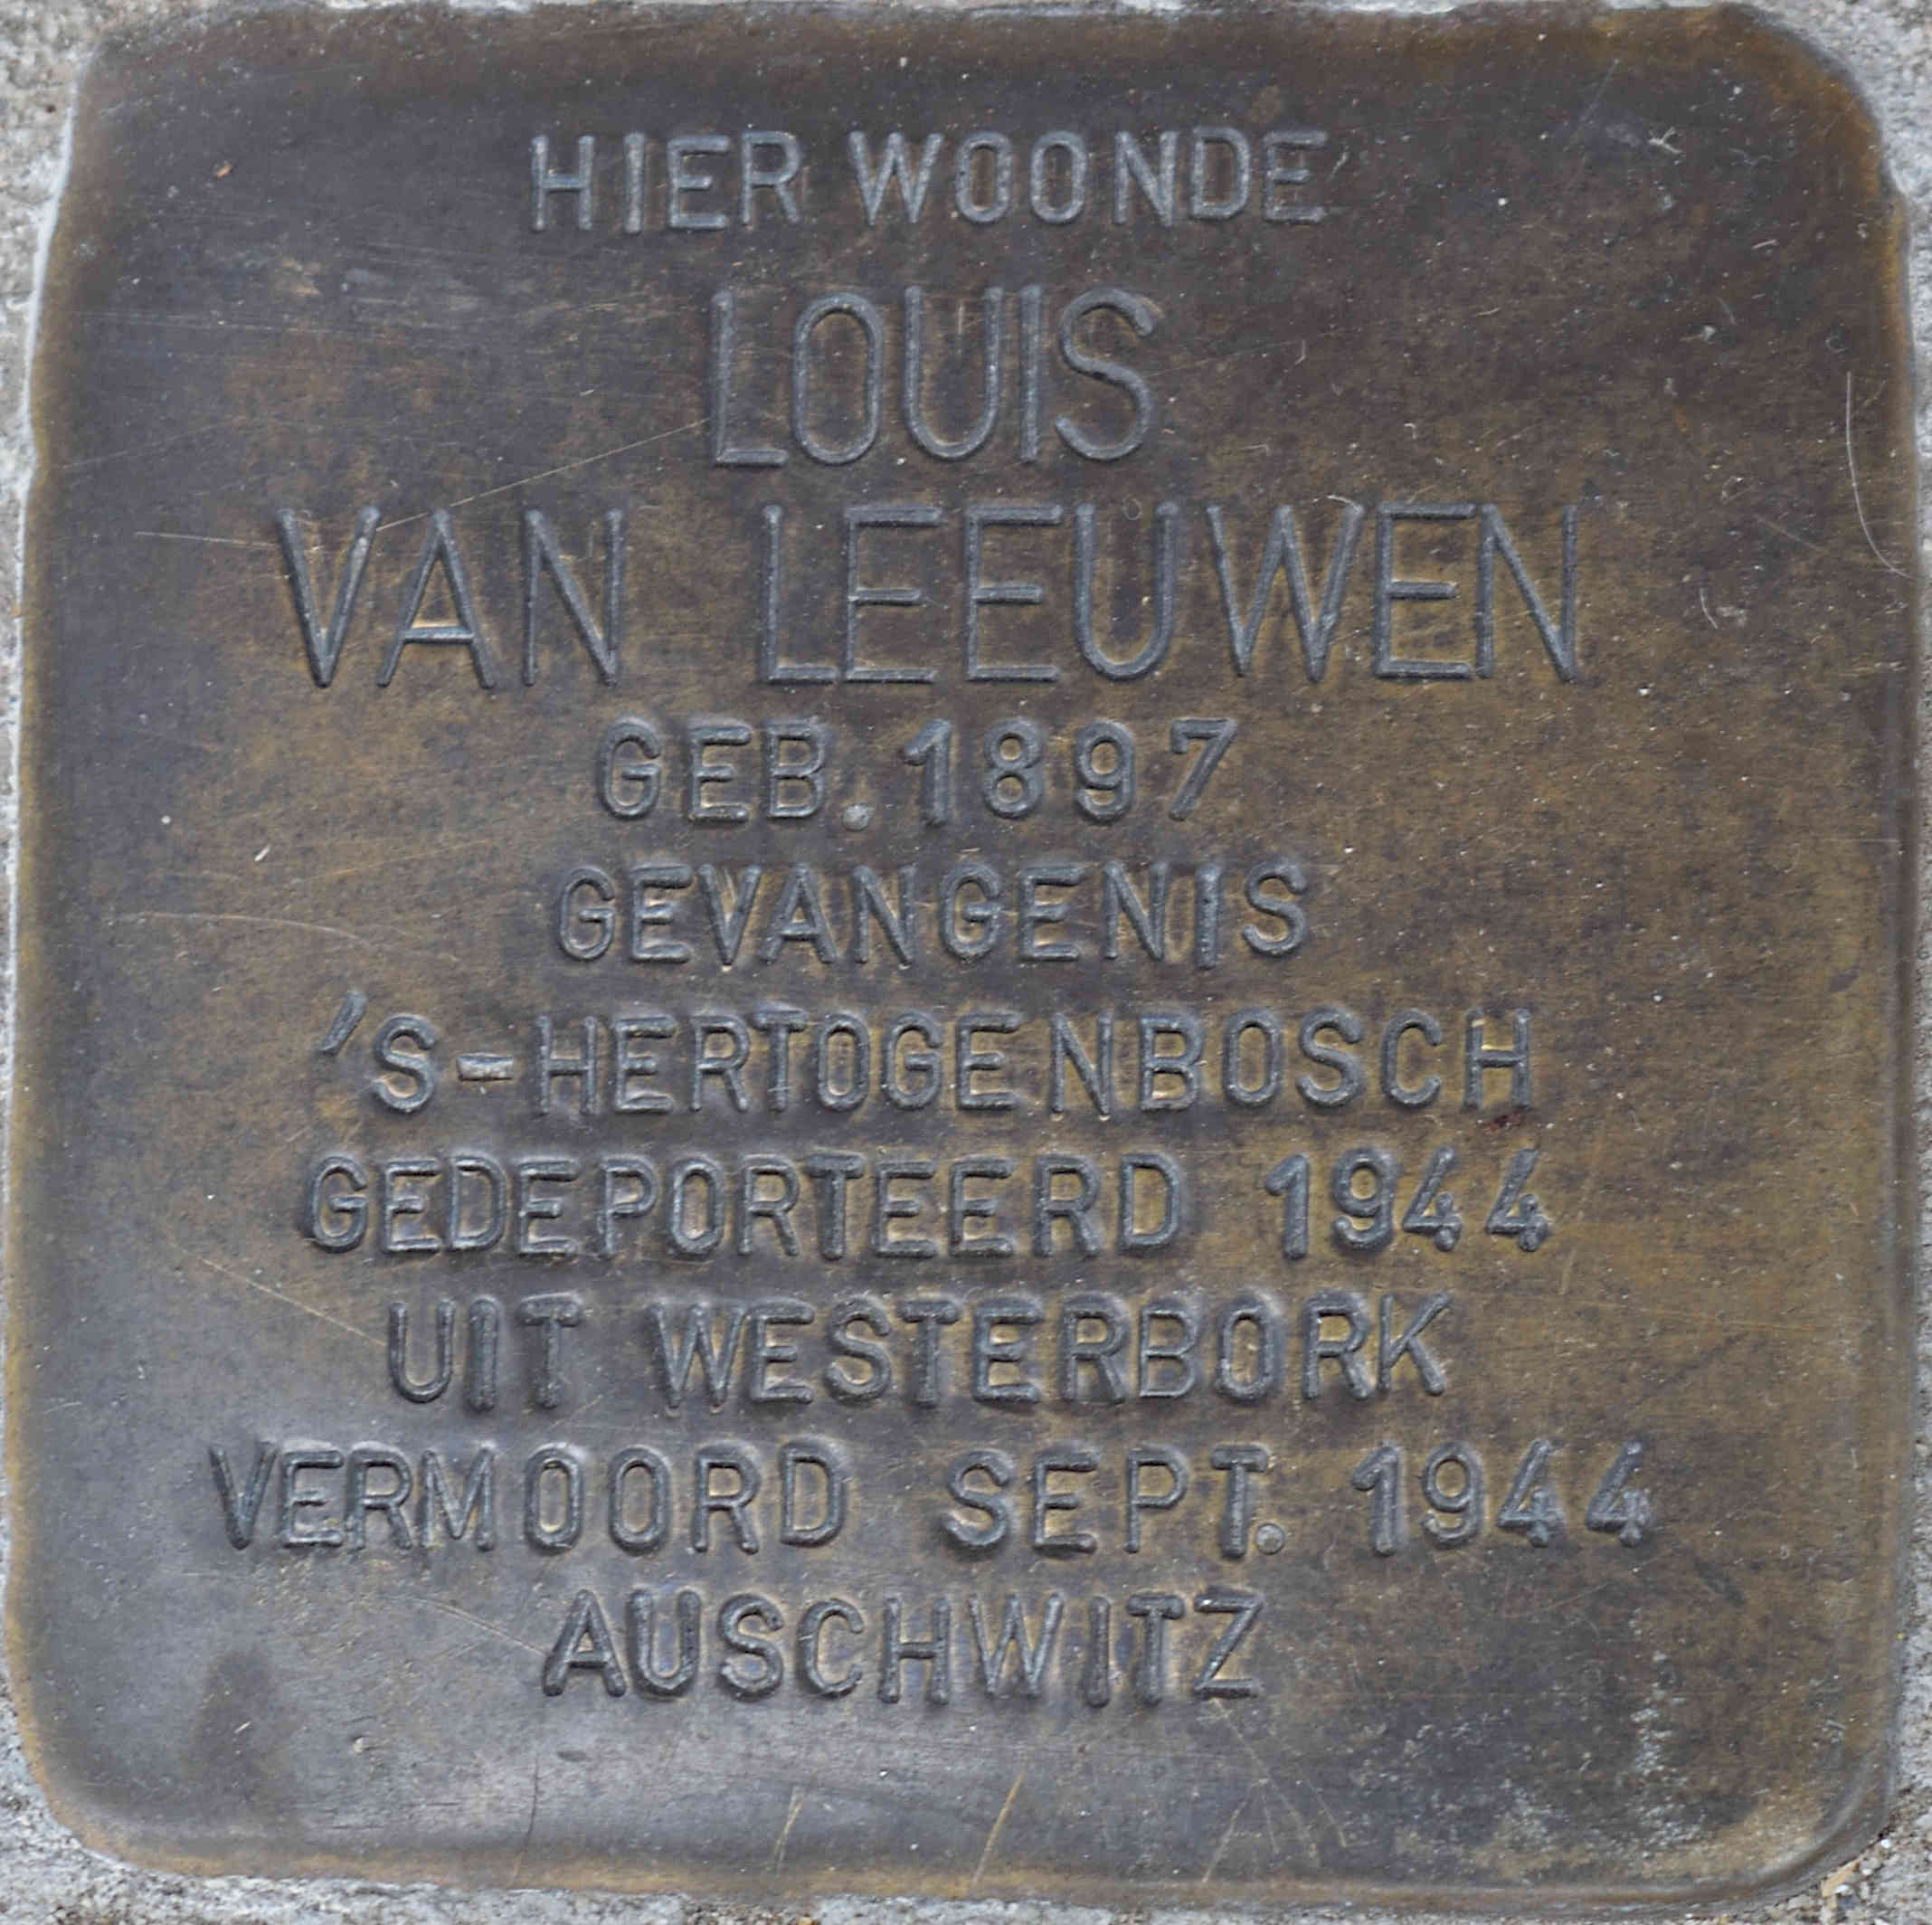 HIER WOONDE
LOUIS
VAN LEEUWEN
GEB. 1897
GEVANGENIS
'S-HERTOGENBOSCH
GEDEPORTEERD 1944
UIT WESTERBORK
VERMOORD SEPT. 1944
AUSCHWITZ